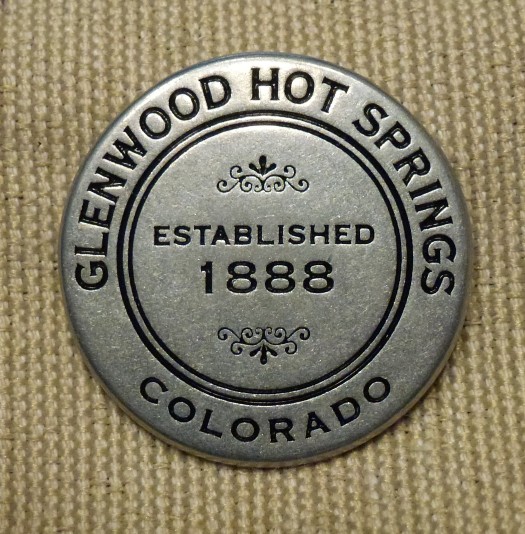 GLENWOOD HOT SPRINGS
ESTABLISHED
1888
COLORADO